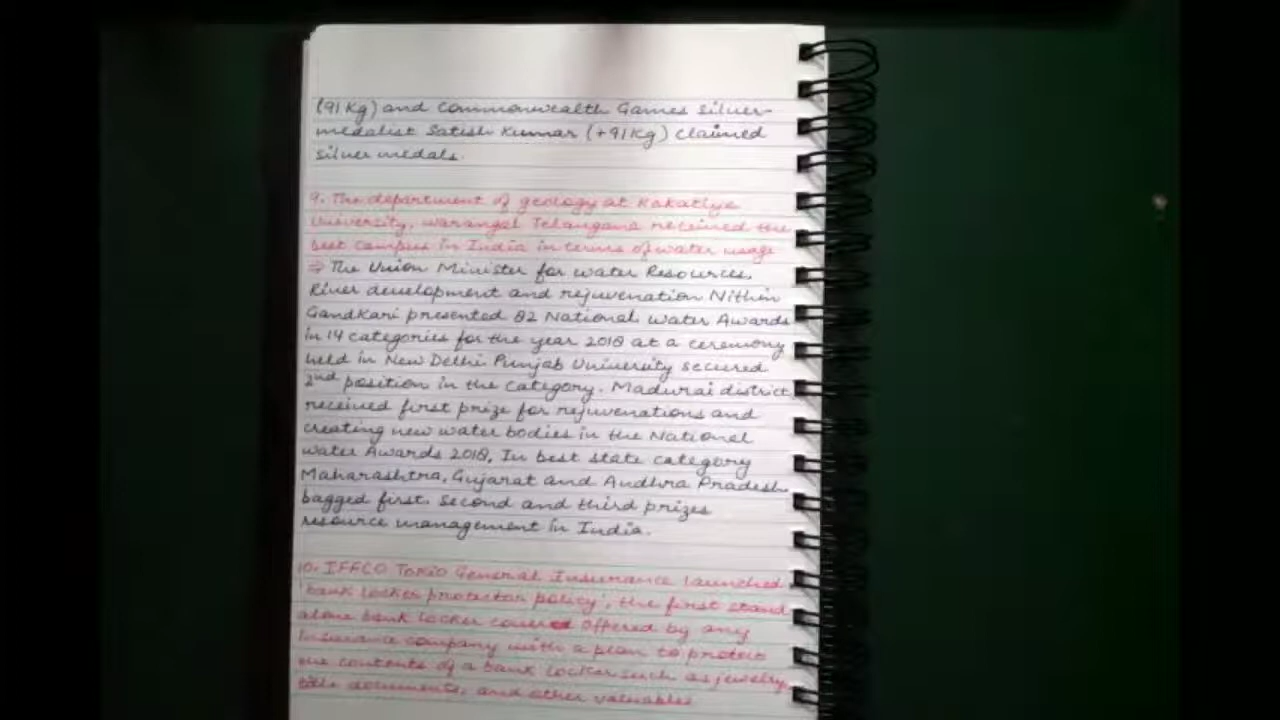 (91 Kg) and Commonwealth Games Silver-
medalist Satish Kumar (+91 Kg) claimed
silver medals.
9. The department of geology at Kakatiya
University, warangal Telangana received the
best campus in India in terms of water usage
⇒ The Union Minister for water Resources,
River development and rejuvenation Nithin
Gandkari presented 82 National water Awards
in 14 categories for the year 2018 at a ceremony
held in New Delhi. Punjab University secured
2nd position in the category. Madurai district
received first prize for rejuvenations and
creating new water bodies in the National
water Awards 2018. In best state category
Maharashtra, Gujarat and Andhra Pradesh
bagged first, second and third prizes
resource management in India.
10. IFFCO Tokio General Insurance launched
'bank locker protector policy', the first stand
alone bank locker cover offered by any
Insurance company with a plan to protect
the contents of a bank locker such as jewelry,
title documents, and other valuables